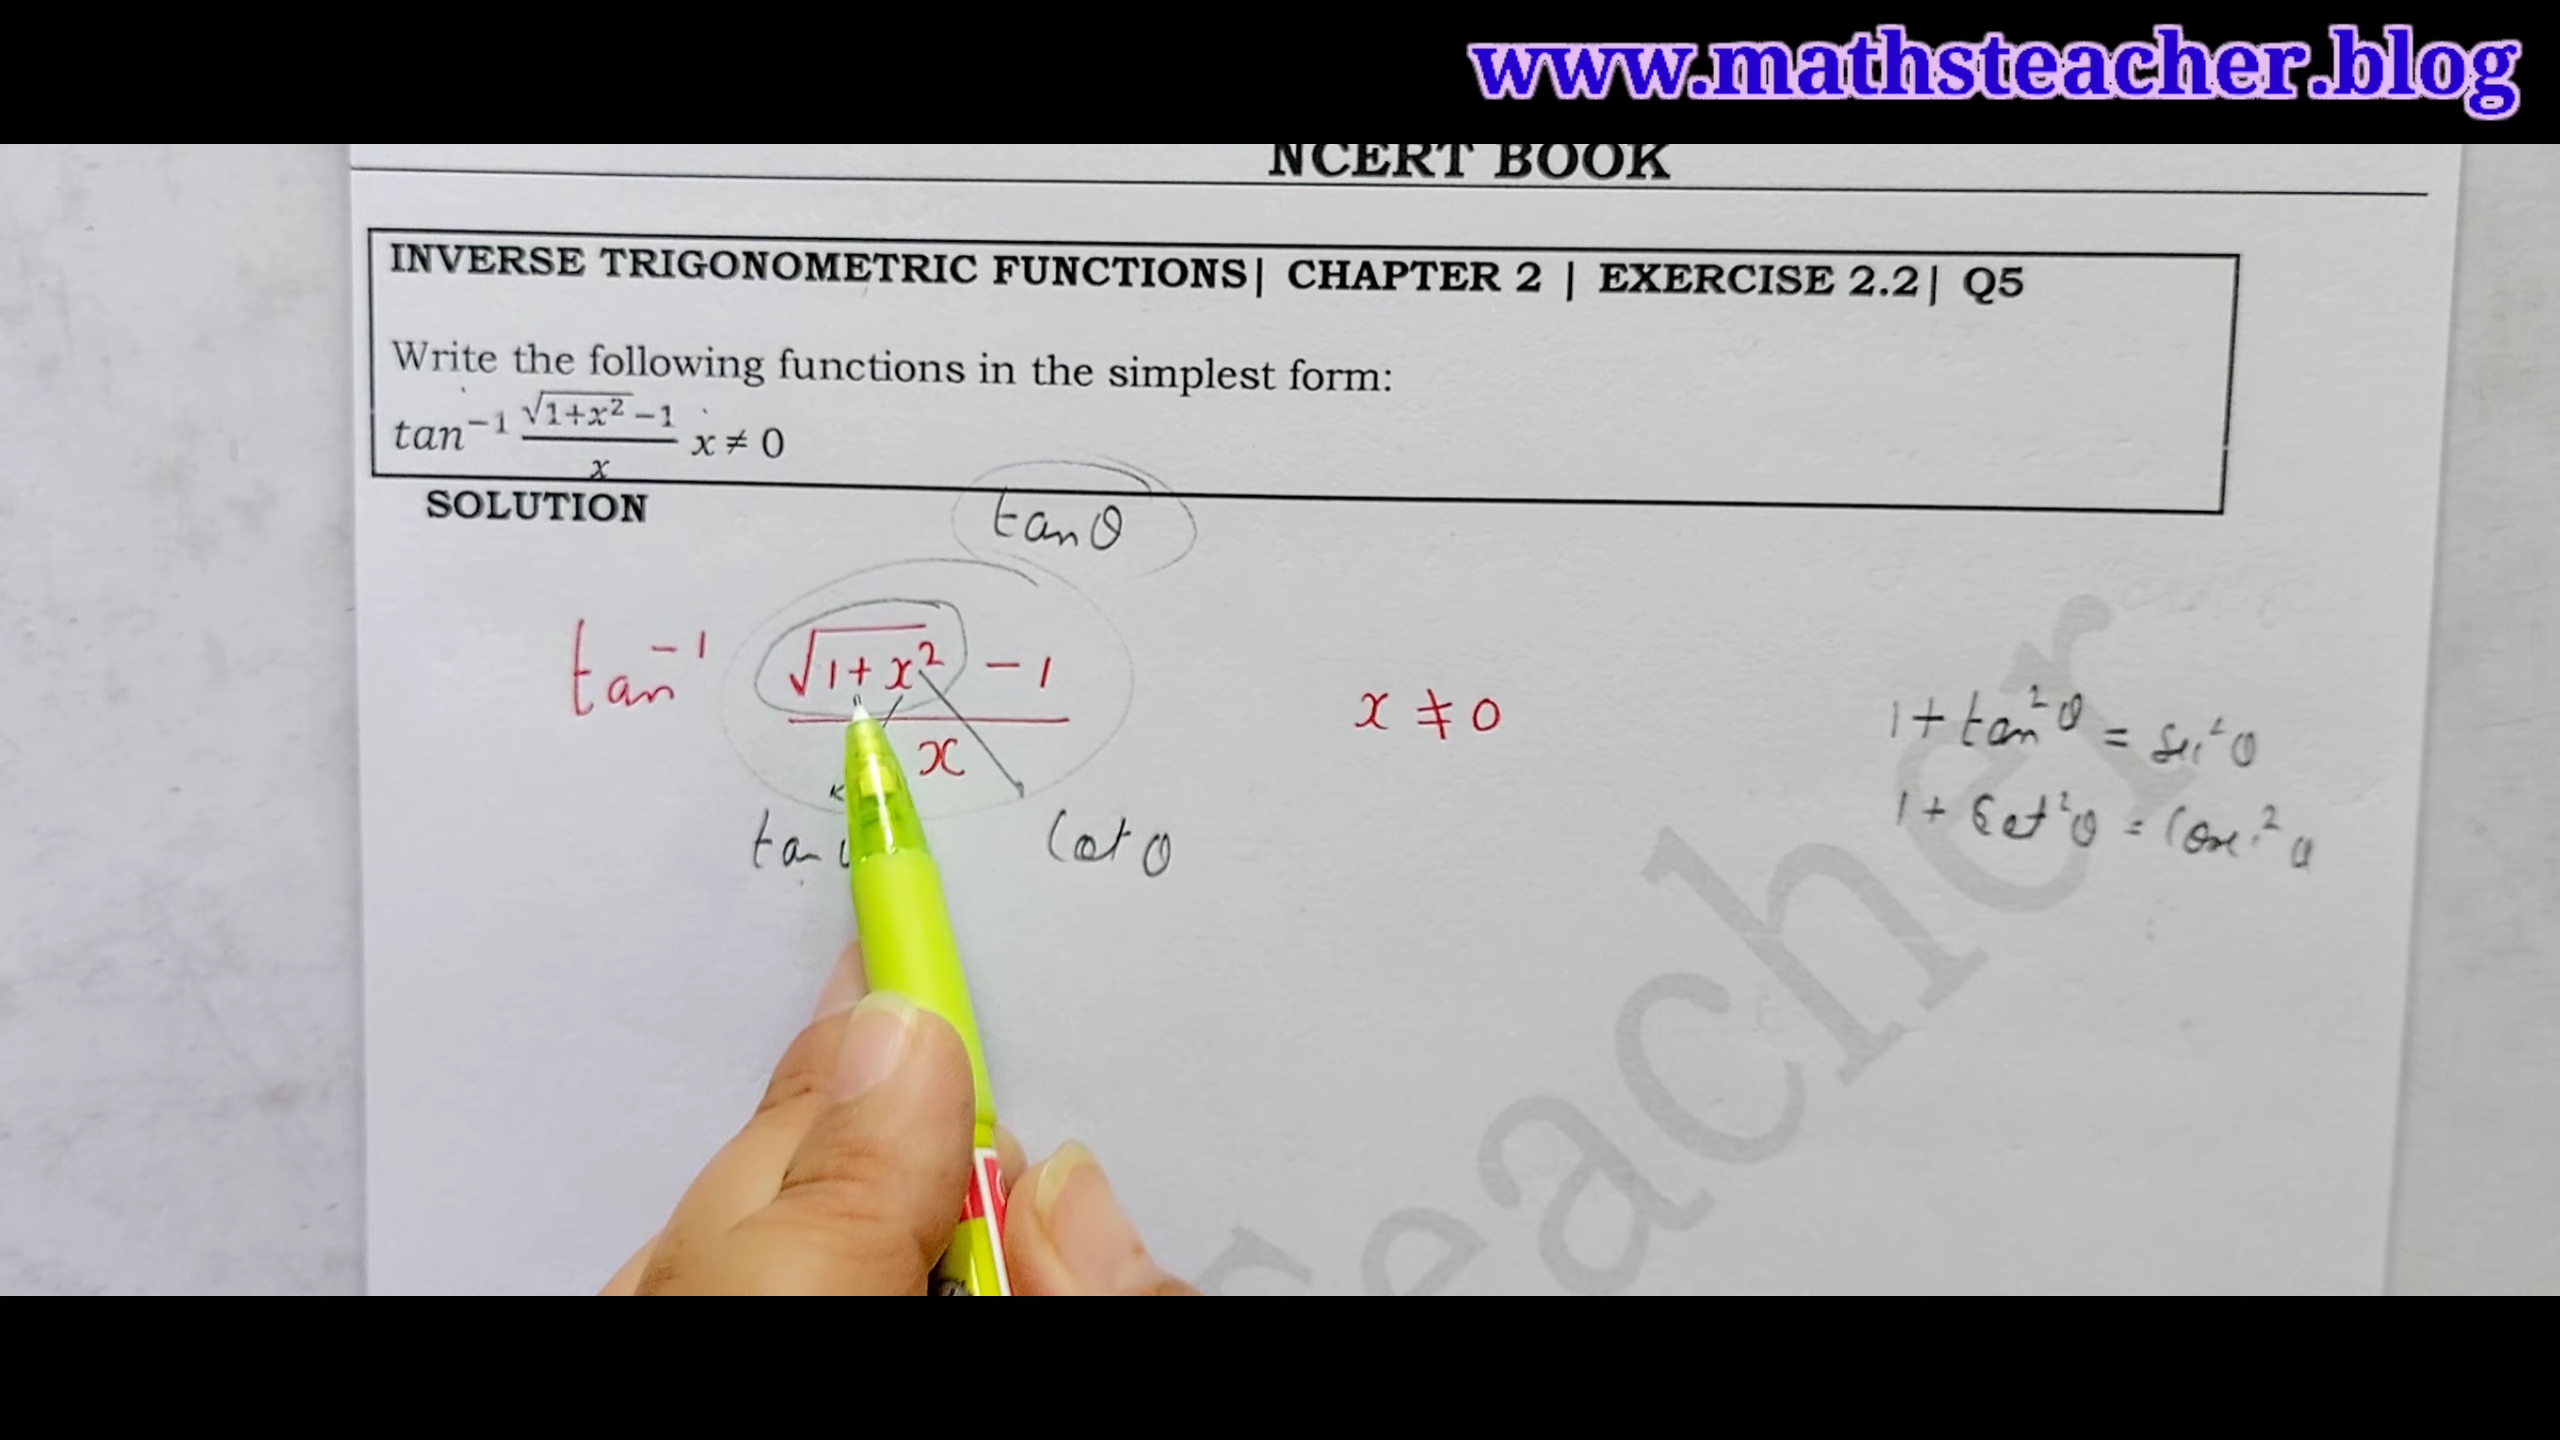 www.mathsteacher.blog
NCERT BOOK
INVERSE TRIGONOMETRIC FUNCTIONS| CHAPTER 2 | EXERCISE 2.2| Q5
Write the following functions in the simplest form:
tan⁻¹ (√1+x² −1)/x x ≠ 0
SOLUTION
tan θ
tan⁻¹ (√1+x² − 1)/x x ≠ 0
1 + tan²θ = sec²θ
tan cot θ
1 + cot²θ = cosec²θ
eacher